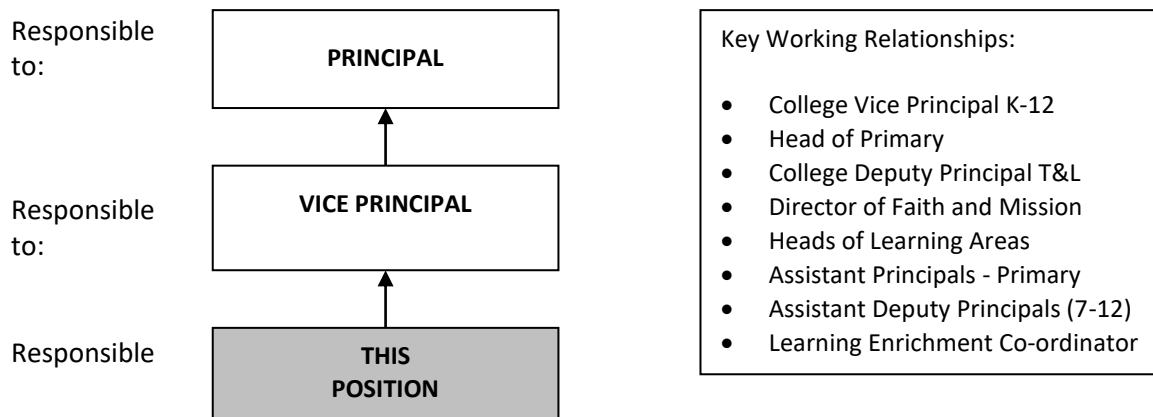 Responsible
to:
PRINCIPAL
Responsible
to:
VICE PRINCIPAL
Responsible
THIS
POSITION
Key Working Relationships:
• College Vice Principal K-12
• Head of Primary
• College Deputy Principal T&L
• Director of Faith and Mission
• Heads of Learning Areas
• Assistant Principals - Primary
• Assistant Deputy Principals (7-12)
• Learning Enrichment Co-ordinator